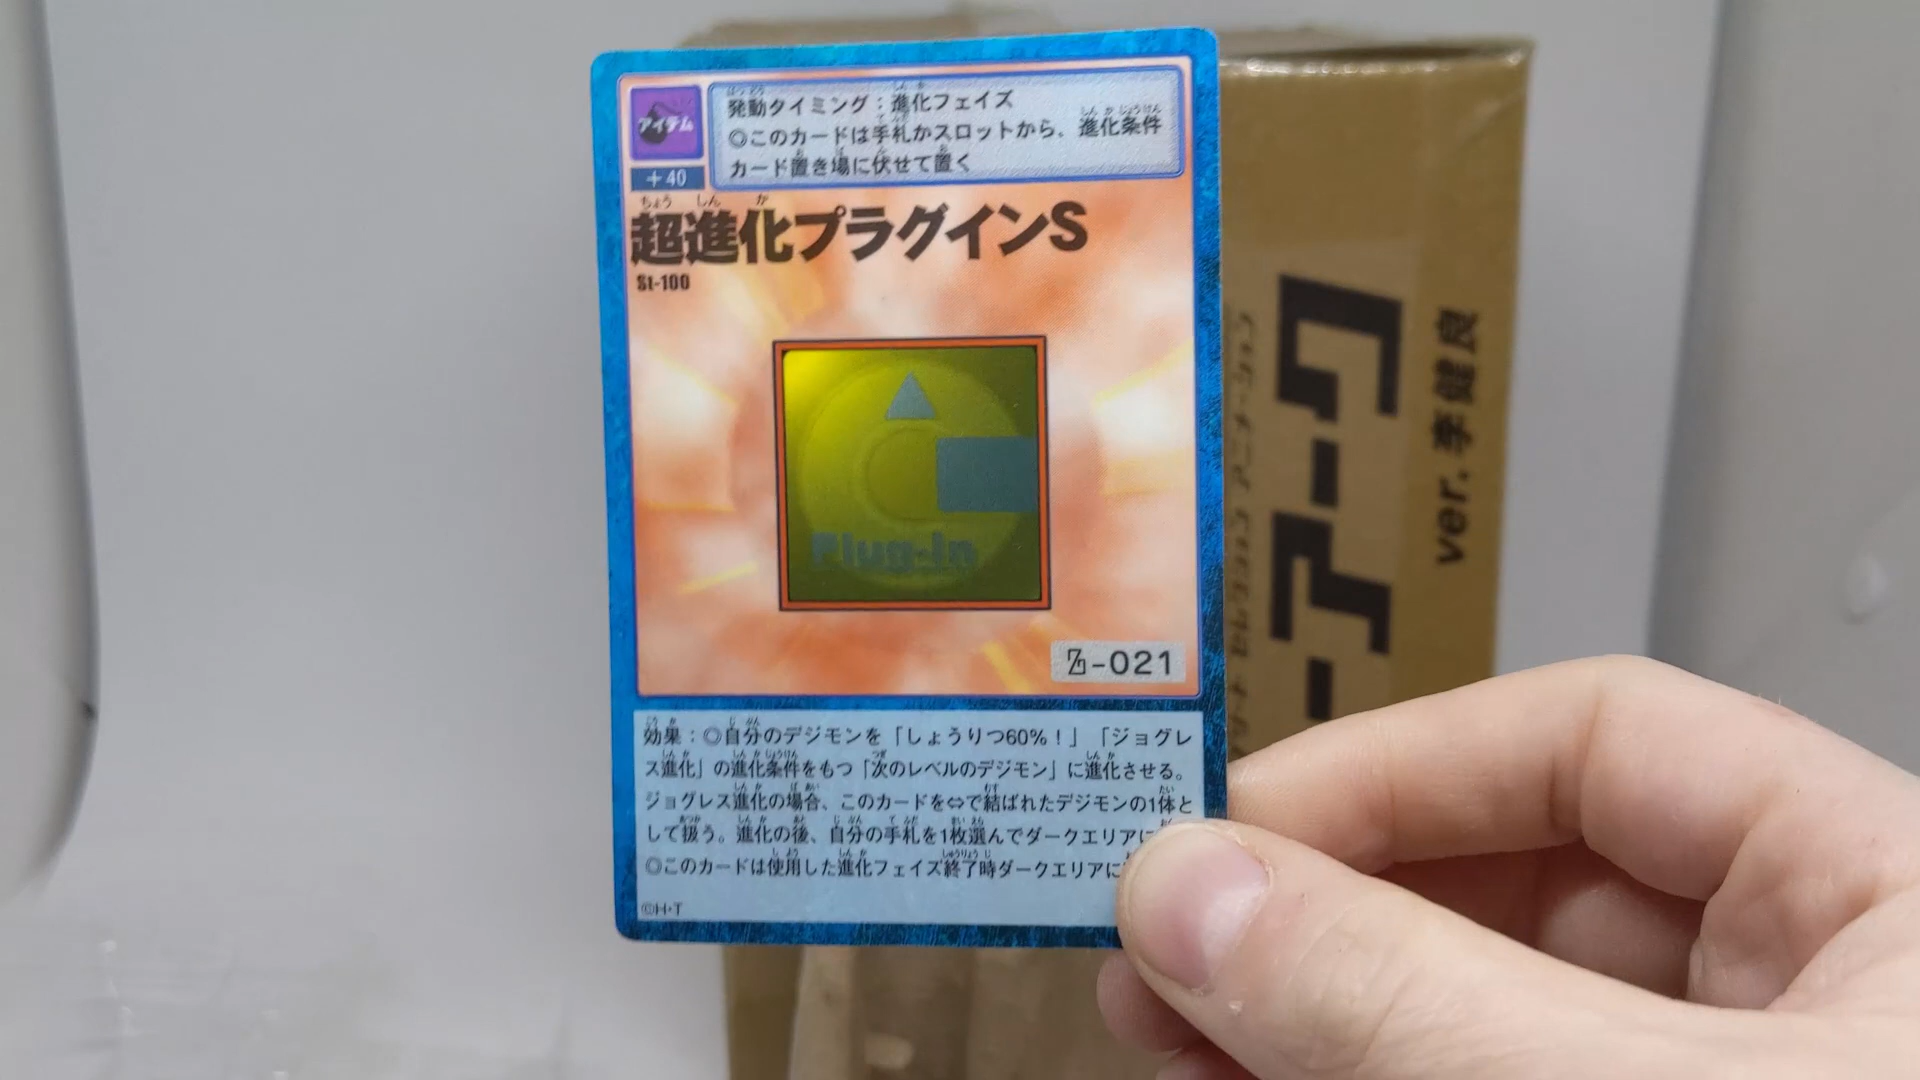 発動タイミング：進化フェイズ
◎このカードは手札かスロットから、進化条件
カード置き場に伏せて置く
アイテム
+40
超進化プラグインS
St-100
Plug-In
-021
効果：◎自分のデジモンを「しょうりつ60%！」「ジョグレ
ス進化」の進化条件をもつ「次のレベルのデジモン」に進化させる。
ジョグレス進化の場合、このカードを⇔で結ばれたデジモンの1体と
して扱う。進化の後、自分の手札を1枚選んでダークエリアに
◎このカードは使用した進化フェイズ終了時ダークエリアに
©H・T
ver. 李健良